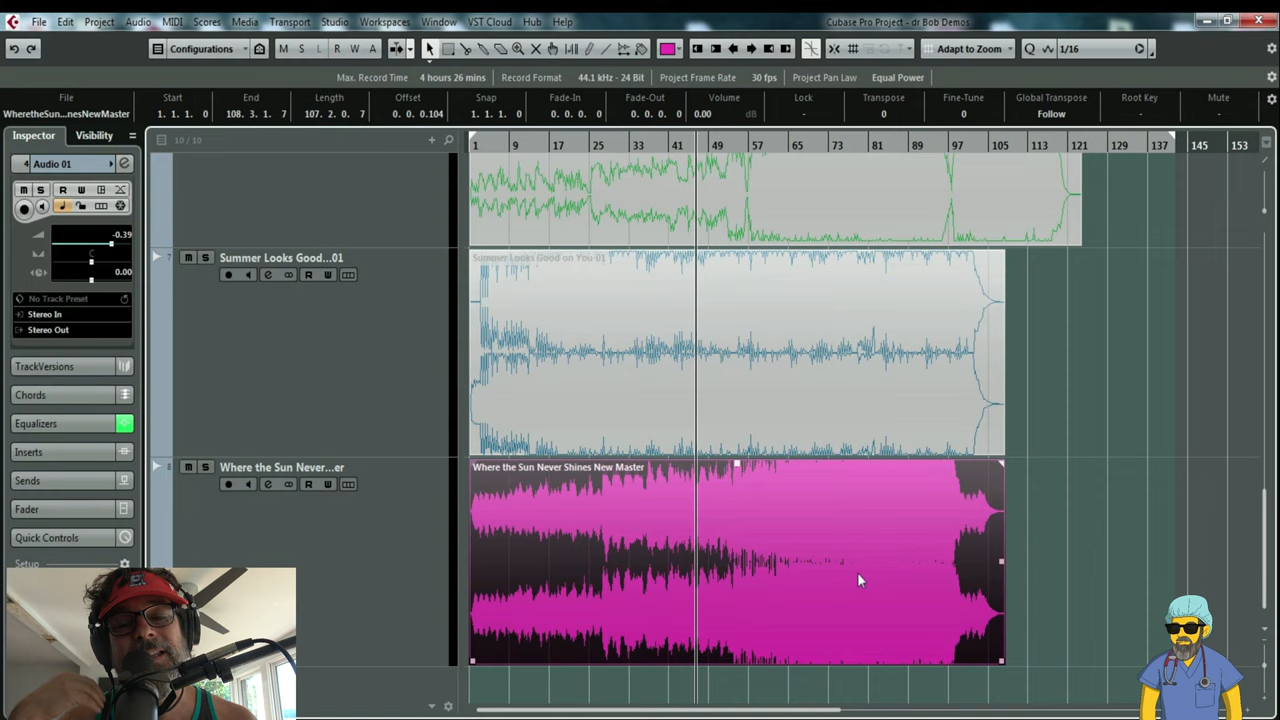 File Edit Project Audio MIDI Scores Media Transport Studio Workspaces Window VST Cloud Hub Help Cubase Pro Project - dr Bob Demos
Configurations M S L R W A Adapt to Zoom Q 1/16
Max. Record Time 4 hours 26 mins Record Format 44.1 kHz - 24 Bit Project Frame Rate 30 fps Project Pan Law Equal Power
File Start End Length Offset Snap Fade-In Fade-Out Volume Lock Transpose Fine-Tune Global Transpose Root Key Mute
WheretheSun...nesNewMaster 1. 1. 1. 0 108. 3. 1. 7 107. 2. 0. 7 0. 0. 0.104 1. 1. 1. 0 0. 0. 0. 0 0. 0. 0. 0 0.00 dB - 0 0 Follow - -
Inspector Visibility
10 / 10
1 9 17 25 33 41 49 57 65 73 81 89 97 105 113 121 129 137 145 153
4 Audio 01
M S R W
-0.39
C
0.00
No Track Preset
Stereo In
Stereo Out
TrackVersions
Chords
Equalizers
Inserts
Sends
Fader
Quick Controls
Setup
7 M S Summer Looks Good...01
R W
Summer Looks Good on You-01
8 M S Where the Sun Never...er
R W
Where the Sun Never Shines New Master